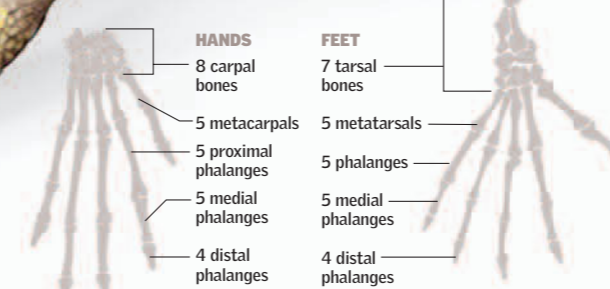 HANDS
8 carpal
bones
5 metacarpals
5 proximal
phalanges
5 medial
phalanges
4 distal
phalanges
FEET
7 tarsal
bones
5 metatarsals
5 phalanges
5 medial
phalanges
4 distal
phalanges